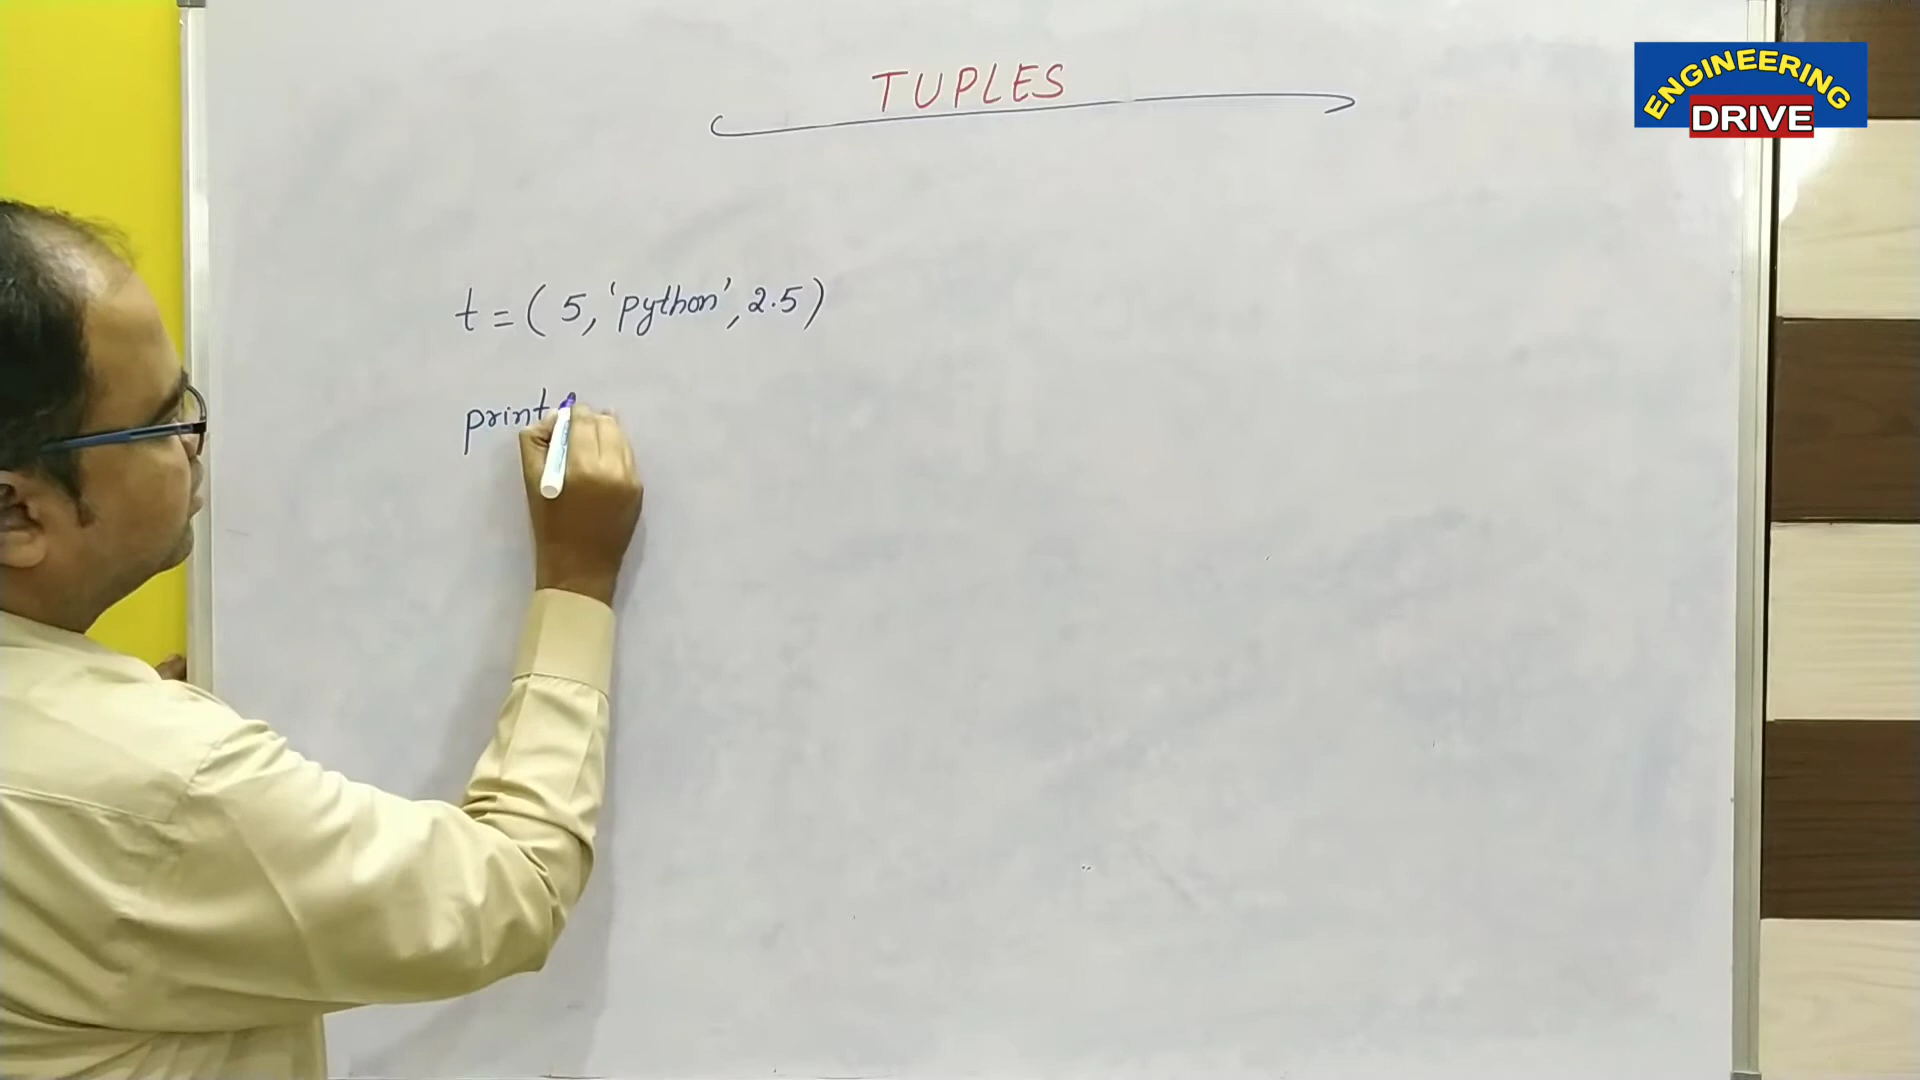 TUPLES
ENGINEERING
DRIVE
t = ( 5, 'python', 2.5)
print